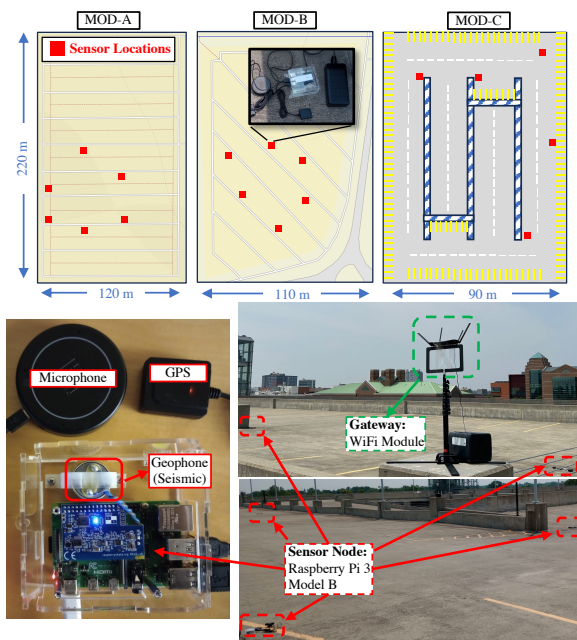 MOD-A
MOD-B
MOD-C
Sensor Locations
220 m
120 m
110 m
90 m
Microphone
GPS
Geophone
(Seismic)
Gateway:
WiFi Module
Sensor Node:
Raspberry Pi 3
Model B